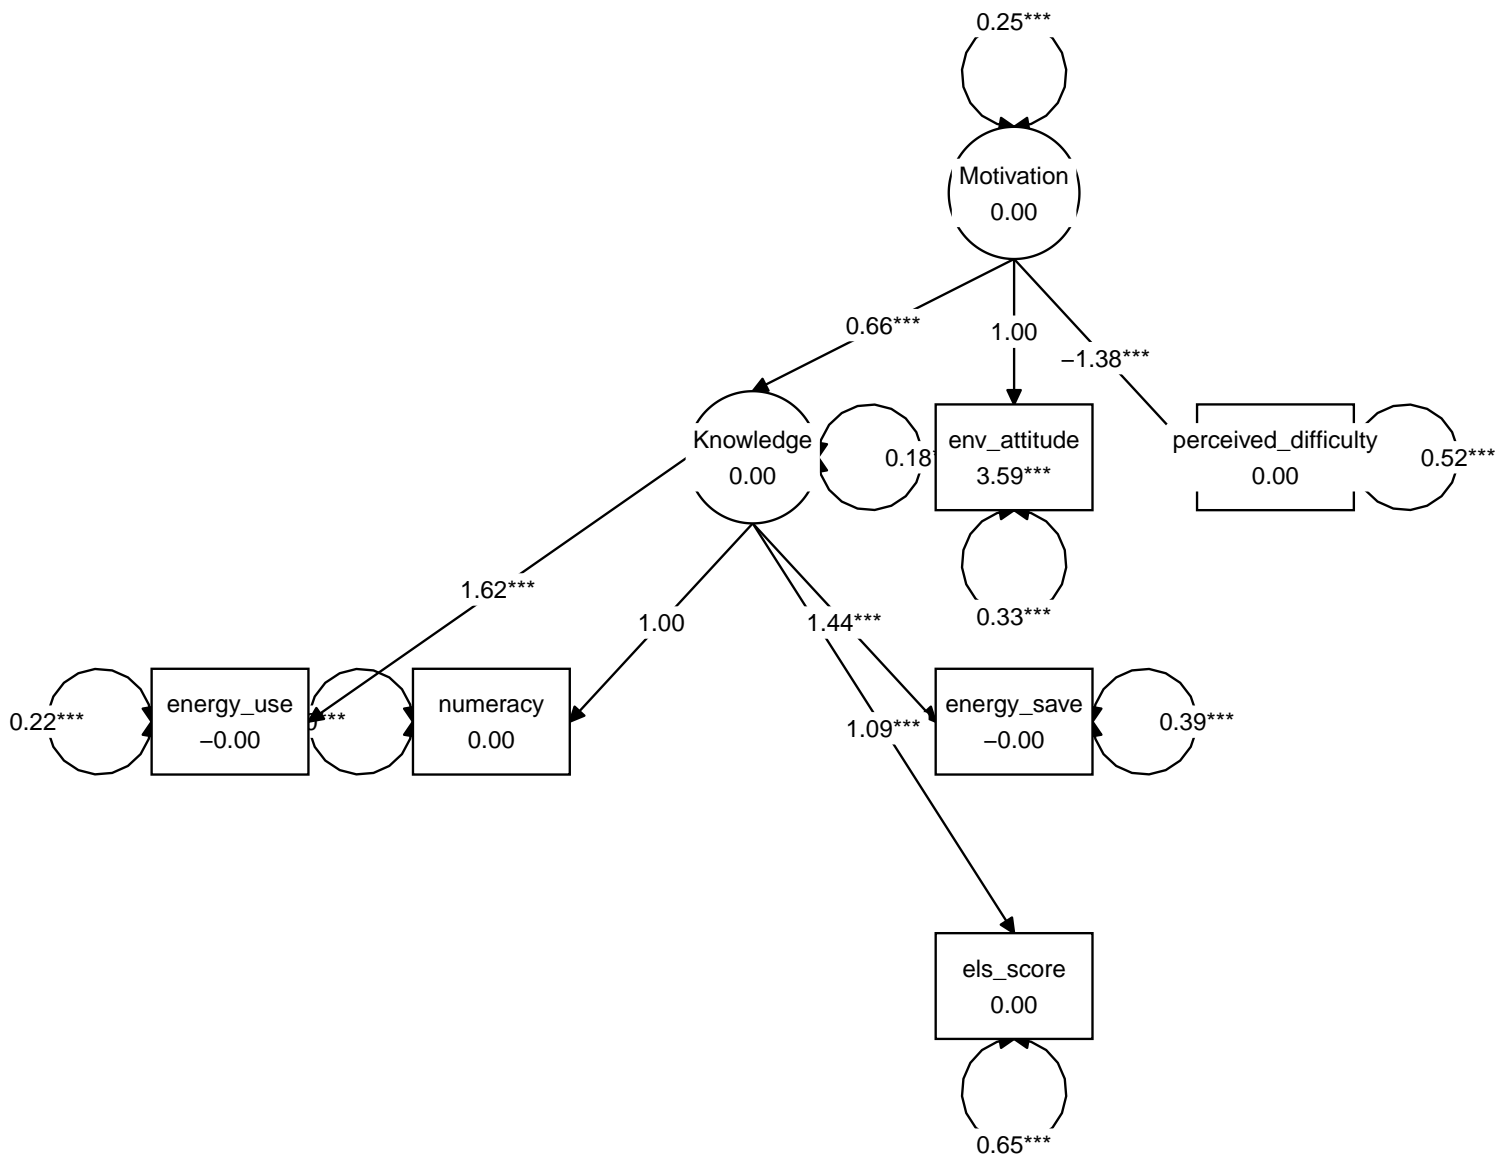 0.25***
Motivation
0.00
0.66***
1.00
−1.38***
Knowledge
0.00
0.18
env_attitude
3.59***
perceived_difficulty
0.00
0.52***
1.62***
1.00
1.44***
0.33***
0.22***
energy_use
−0.00
***
numeracy
0.00
1.09***
energy_save
−0.00
0.39***
els_score
0.00
0.65***